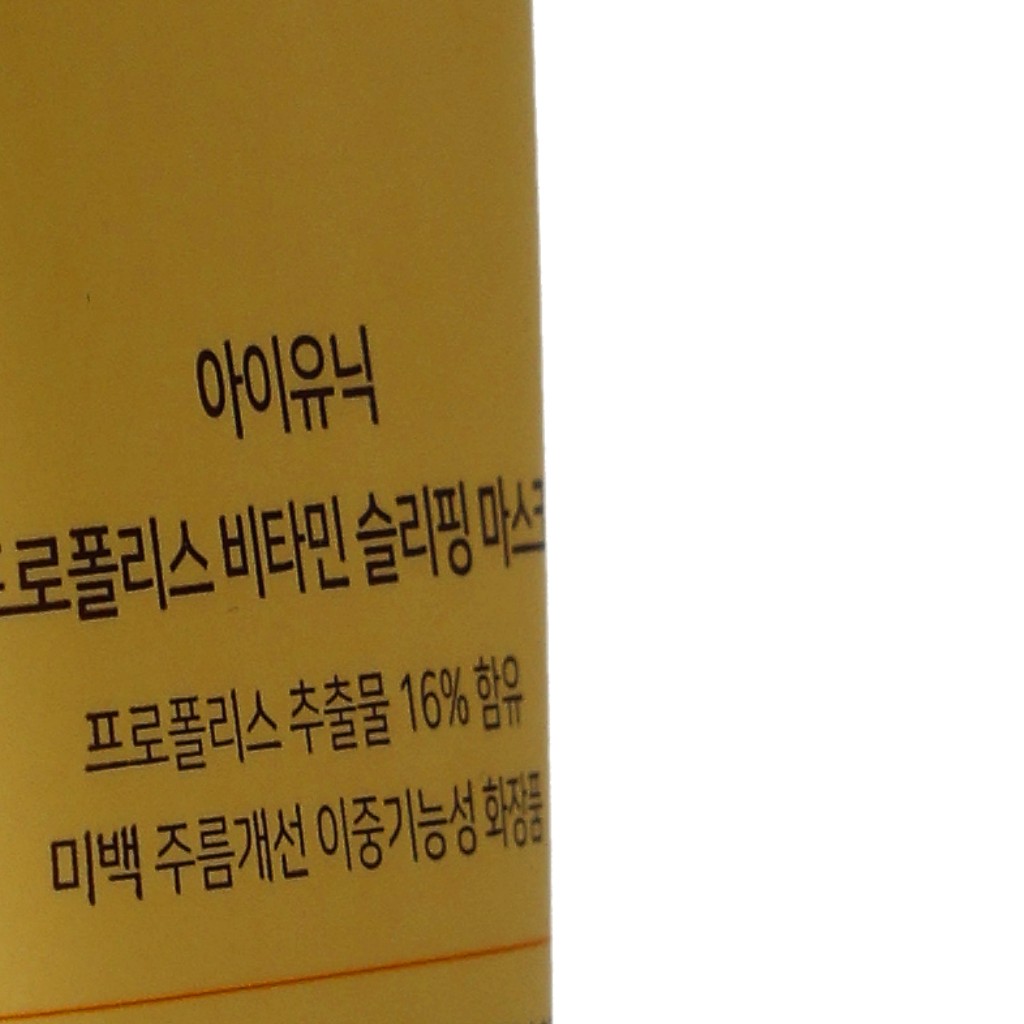 아이유닉
프로폴리스 비타민 슬리핑 마스크
프로폴리스 추출물 16% 함유
미백 주름개선 이중기능성 화장품